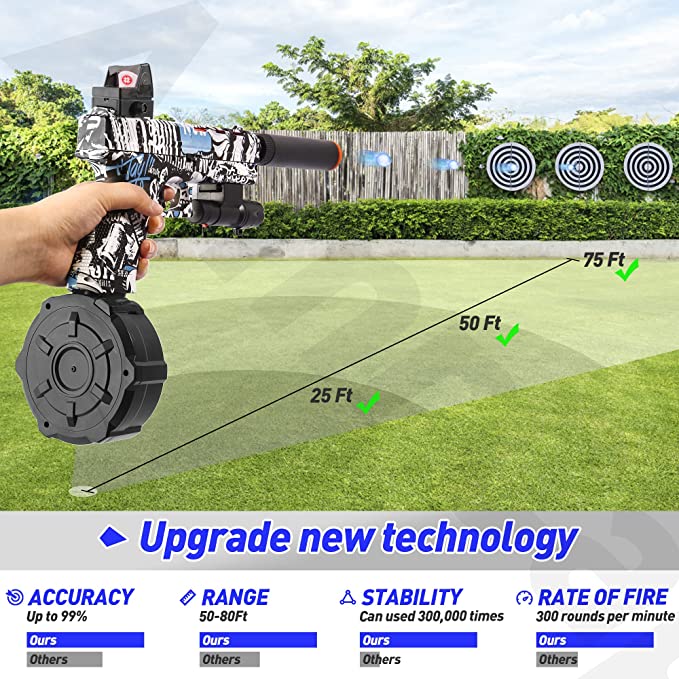 75 Ft
50 Ft
25 Ft
Upgrade new technology
ACCURACY
Up to 99%
Ours
Others
RANGE
50-80Ft
Ours
Others
STABILITY
Can used 300,000 times
Ours
Others
RATE OF FIRE
300 rounds per minute
Ours
Others